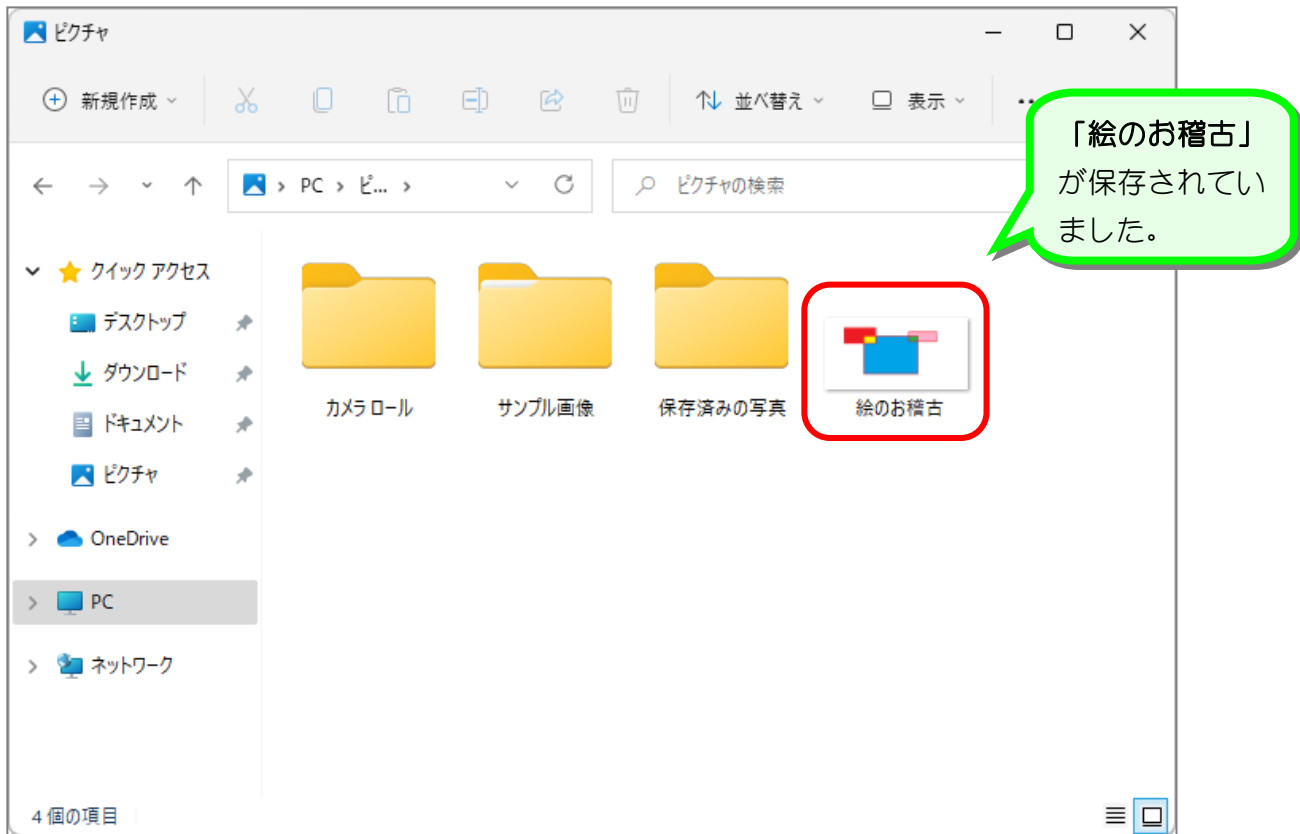 ピクチャ
新規作成
並べ替え
表示
「絵のお稽古」
が保存されてい
ました。
PC
ピ...
ピクチャの検索
クイック アクセス
デスクトップ
ダウンロード
ドキュメント
ピクチャ
OneDrive
PC
ネットワーク
カメラ ロール
サンプル画像
保存済みの写真
絵のお稽古
4 個の項目